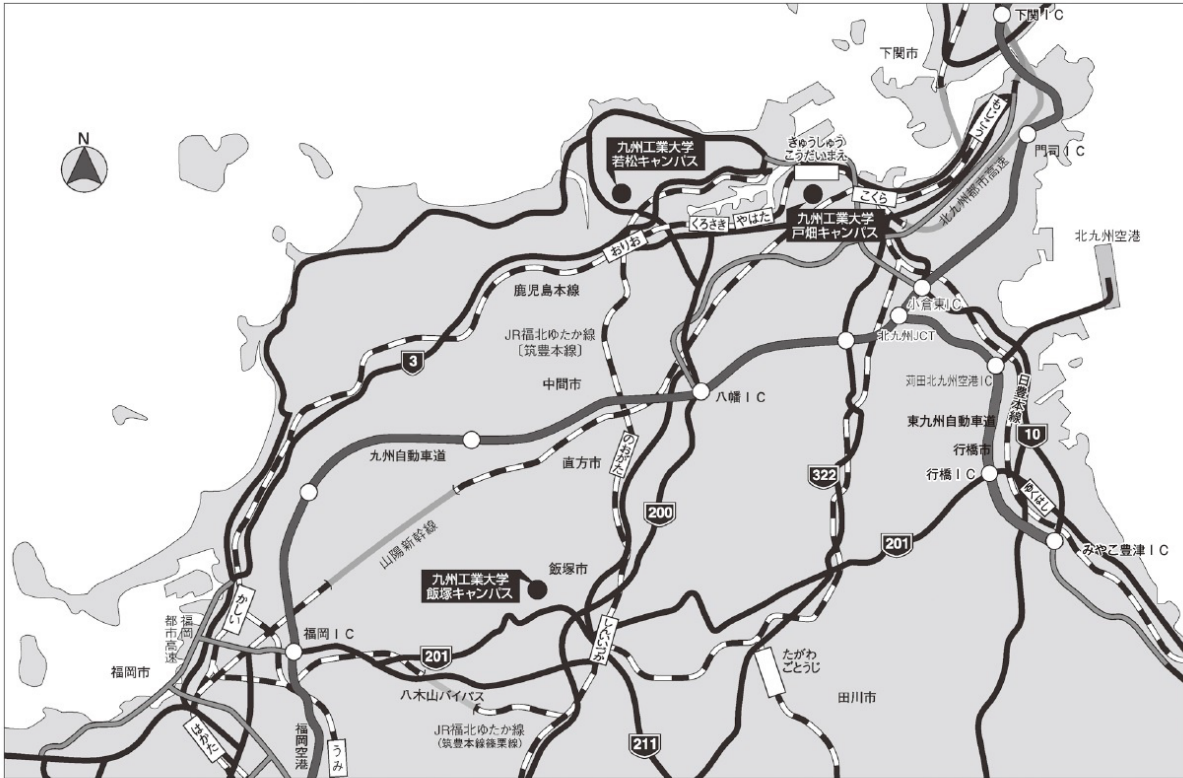 下関IC
下関市
N
もじこう
門司IC
九州工業大学
若松キャンパス
きゅうしゅう
こうだいまえ
こくら
北九州都市高速
くろさき
やはた
九州工業大学
戸畑キャンパス
北九州空港
おりお
鹿児島本線
小倉東IC
北九州JCT
JR福北ゆたか線
〔筑豊本線〕
3
中間市
八幡IC
苅田北九州空港IC
日豊本線
東九州自動車道
10
九州自動車道
のおがた
直方市
行橋市
行橋IC
322
ゆくはし
200
山陽新幹線
201
みやこ豊津IC
九州工業大学
飯塚キャンパス
飯塚市
かしい
福岡
都市高速
福岡IC
しんいいづか
201
たがわ
ごとうじ
福岡市
八木山バイパス
田川市
はかた
福岡空港
うみ
JR福北ゆたか線
(筑豊本線篠栗線)
211